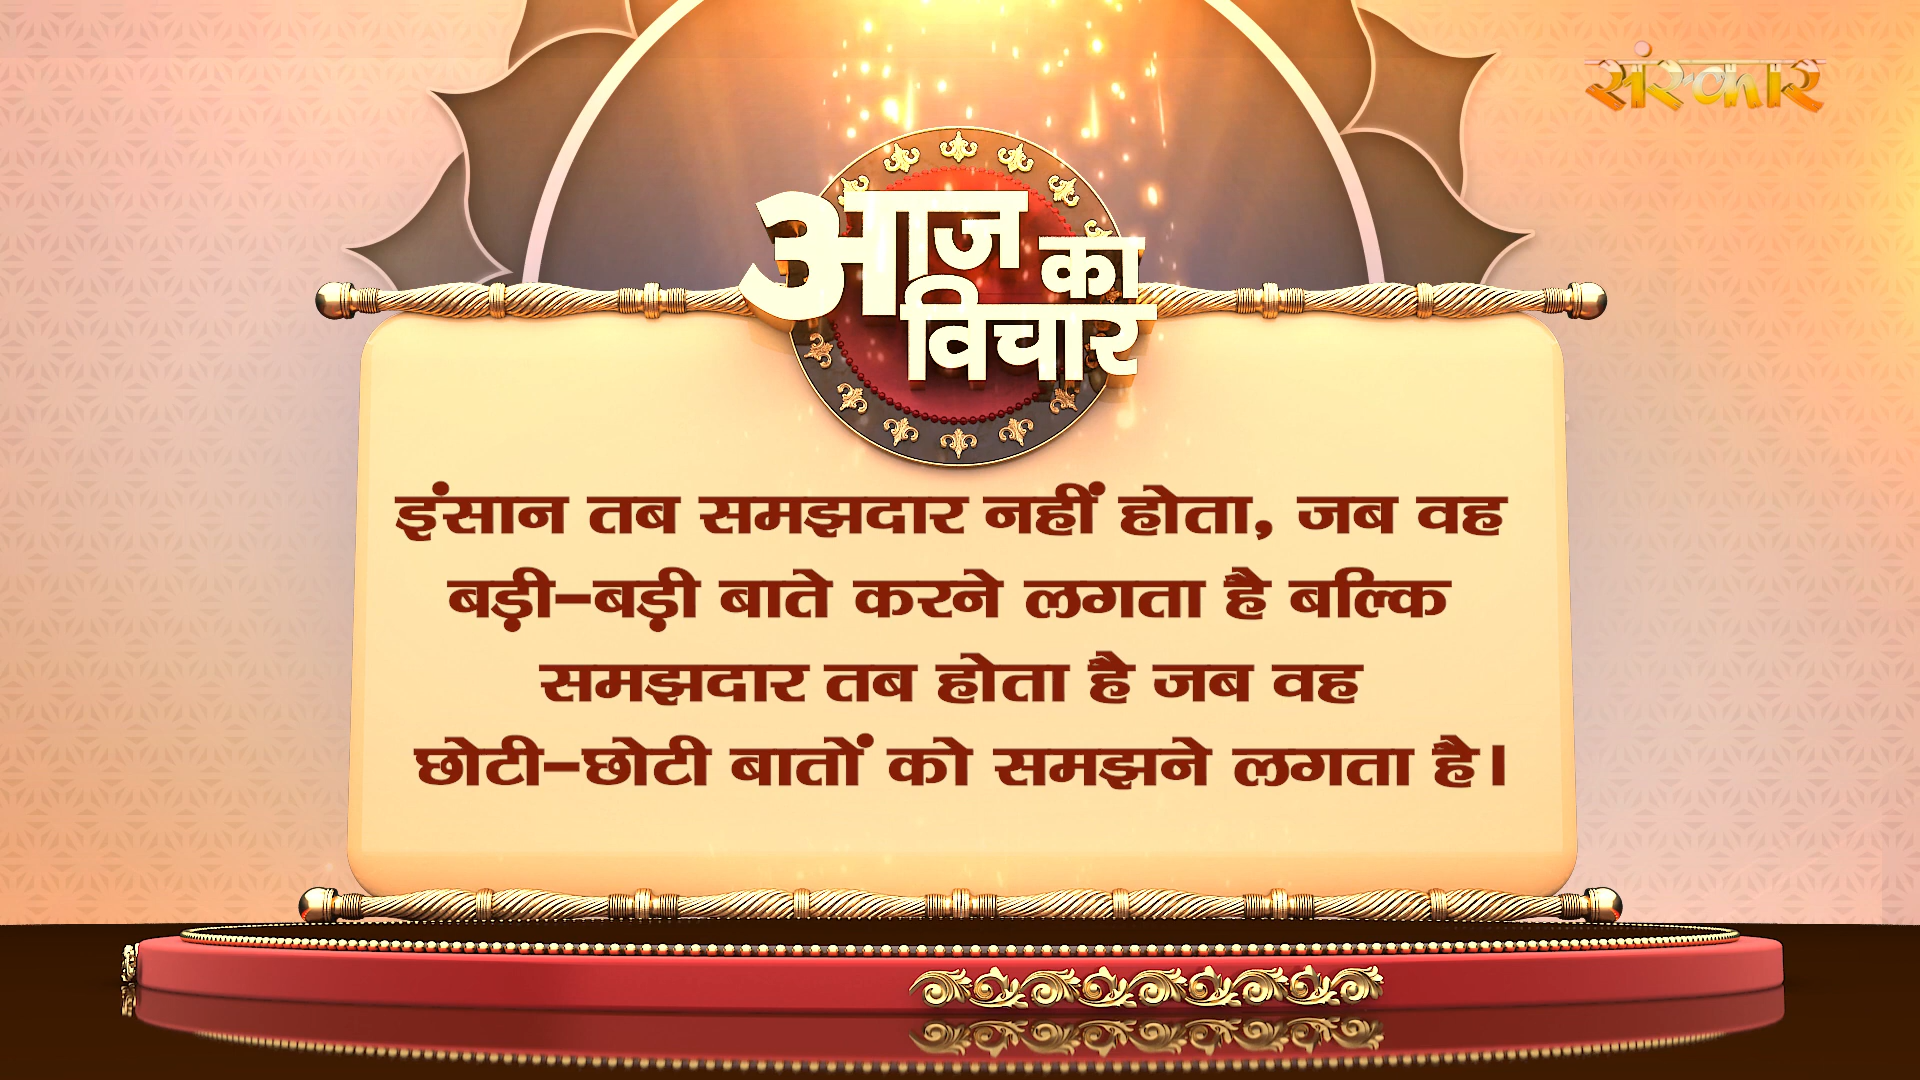 संस्कार
आज का
विचार
इंसान तब समझदार नहीं होता, जब वह
बड़ी-बड़ी बाते करने लगता है बल्कि
समझदार तब होता है जब वह
छोटी-छोटी बातों को समझने लगता है।